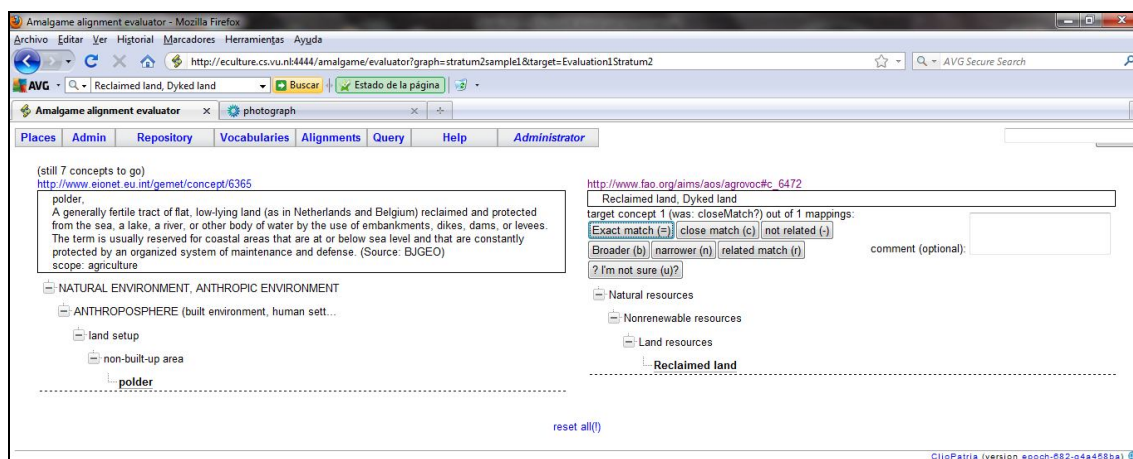 Amalgame alignment evaluator - Mozilla Firefox
Archivo Editar Ver Historial Marcadores Herramientas Ayuda
http://eculture.cs.vu.nl:4444/amalgame/evaluator?graph=stratum2sample1&target=Evaluation1Stratum2
AVG Secure Search
AVG Reclaimed land, Dyked land Buscar Estado de la página
Amalgame alignment evaluator x photograph x
Places Admin Repository Vocabularies Alignments Query Help Administrator
(still 7 concepts to go)
http://www.eionet.eu.int/gemet/concept/6365
polder,
A generally fertile tract of flat, low-lying land (as in Netherlands and Belgium) reclaimed and protected
from the sea, a lake, a river, or other body of water by the use of embankments, dikes, dams, or levees.
The term is usually reserved for coastal areas that are at or below sea level and that are constantly
protected by an organized system of maintenance and defense. (Source: BJGEO)
scope: agriculture
NATURAL ENVIRONMENT, ANTHROPIC ENVIRONMENT
ANTHROPOSPHERE (built environment, human sett...
land setup
non-built-up area
polder
http://www.fao.org/aims/aos/agrovoc#c_6472
Reclaimed land, Dyked land
target concept 1 (was: closeMatch?) out of 1 mappings:
Exact match (=) close match (c) not related (-)
Broader (b) narrower (n) related match (r)
comment (optional):
? I'm not sure (u)?
Natural resources
Nonrenewable resources
Land resources
Reclaimed land
reset all(!)
ClioPatria (version epoch-682-g4a468ba)